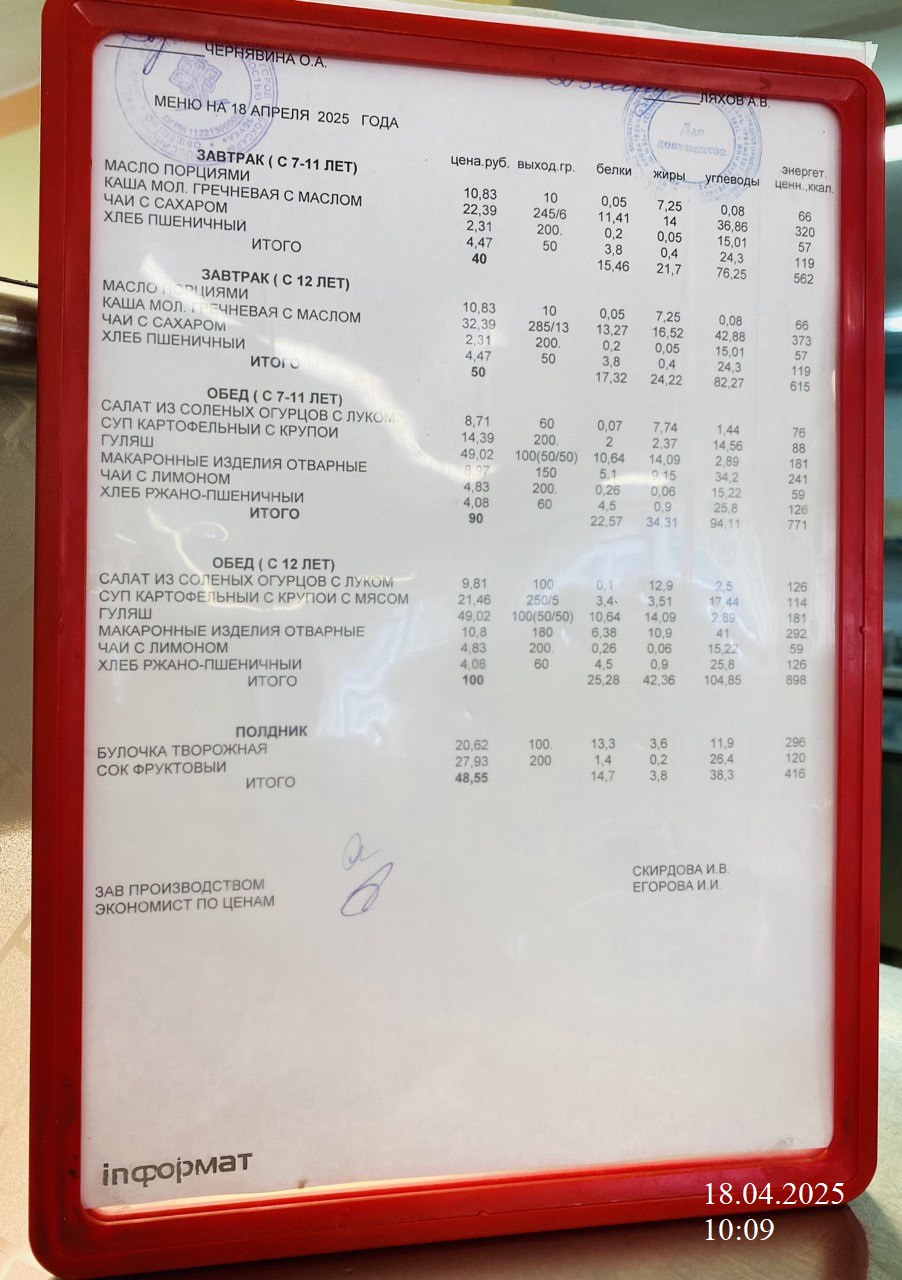 ЧЕРНЯВИНА О.А.
ЛЯХОВ А.В.
Для документов
МЕНЮ НА 18 АПРЕЛЯ 2025 ГОДА
цена.руб. выход.гр. белки жиры углеводы энергет. ценн.,ккал.
ЗАВТРАК ( С 7-11 ЛЕТ)
МАСЛО ПОРЦИЯМИ 10,83 10 0,05 7,25 0,08 66
КАША МОЛ. ГРЕЧНЕВАЯ С МАСЛОМ 22,39 245/6 11,41 14 36,86 320
ЧАИ С САХАРОМ 2,31 200. 0,2 0,05 15,01 57
ХЛЕБ ПШЕНИЧНЫЙ 4,47 50 3,8 0,4 24,3 119
ИТОГО 40 15,46 21,7 76,25 562
ЗАВТРАК ( С 12 ЛЕТ)
МАСЛО ПОРЦИЯМИ 10,83 10 0,05 7,25 0,08 66
КАША МОЛ. ГРЕЧНЕВАЯ С МАСЛОМ 32,39 285/13 13,27 16,52 42,88 373
ЧАИ С САХАРОМ 2,31 200. 0,2 0,05 15,01 57
ХЛЕБ ПШЕНИЧНЫЙ 4,47 50 3,8 0,4 24,3 119
ИТОГО 50 17,32 24,22 82,27 615
ОБЕД ( С 7-11 ЛЕТ)
САЛАТ ИЗ СОЛЕНЫХ ОГУРЦОВ С ЛУКОМ 8,71 60 0,07 7,74 1,44 76
СУП КАРТОФЕЛЬНЫЙ С КРУПОИ 14,39 200. 2 2,37 14,56 88
ГУЛЯШ 49,02 100(50/50) 10,64 14,09 2,89 181
МАКАРОННЫЕ ИЗДЕЛИЯ ОТВАРНЫЕ 150 5,1 9,15 34,2 241
ЧАИ С ЛИМОНОМ 4,83 200. 0,26 0,06 15,22 59
ХЛЕБ РЖАНО-ПШЕНИЧНЫЙ 4,08 60 4,5 0,9 25,8 126
ИТОГО 90 22,57 34,31 94,11 771
ОБЕД ( С 12 ЛЕТ)
САЛАТ ИЗ СОЛЕНЫХ ОГУРЦОВ С ЛУКОМ 9,81 100 0,1 12,9 2,5 126
СУП КАРТОФЕЛЬНЫЙ С КРУПОИ С МЯСОМ 21,46 250/5 3,4 3,51 17,44 114
ГУЛЯШ 49,02 100(50/50) 10,64 14,09 2,89 181
МАКАРОННЫЕ ИЗДЕЛИЯ ОТВАРНЫЕ 10,8 180 6,38 10,9 41 292
ЧАИ С ЛИМОНОМ 4,83 200. 0,26 0,06 15,22 59
ХЛЕБ РЖАНО-ПШЕНИЧНЫЙ 4,08 60 4,5 0,9 25,8 126
ИТОГО 100 25,28 42,36 104,85 898
ПОЛДНИК
БУЛОЧКА ТВОРОЖНАЯ 20,62 100. 13,3 3,6 11,9 296
СОК ФРУКТОВЫЙ 27,93 200 1,4 0,2 26,4 120
ИТОГО 48,55 14,7 3,8 38,3 416
ЗАВ ПРОИЗВОДСТВОМ СКИРДОВА И.В.
ЭКОНОМИСТ ПО ЦЕНАМ ЕГОРОВА И.И.
inформат
18.04.2025
10:09